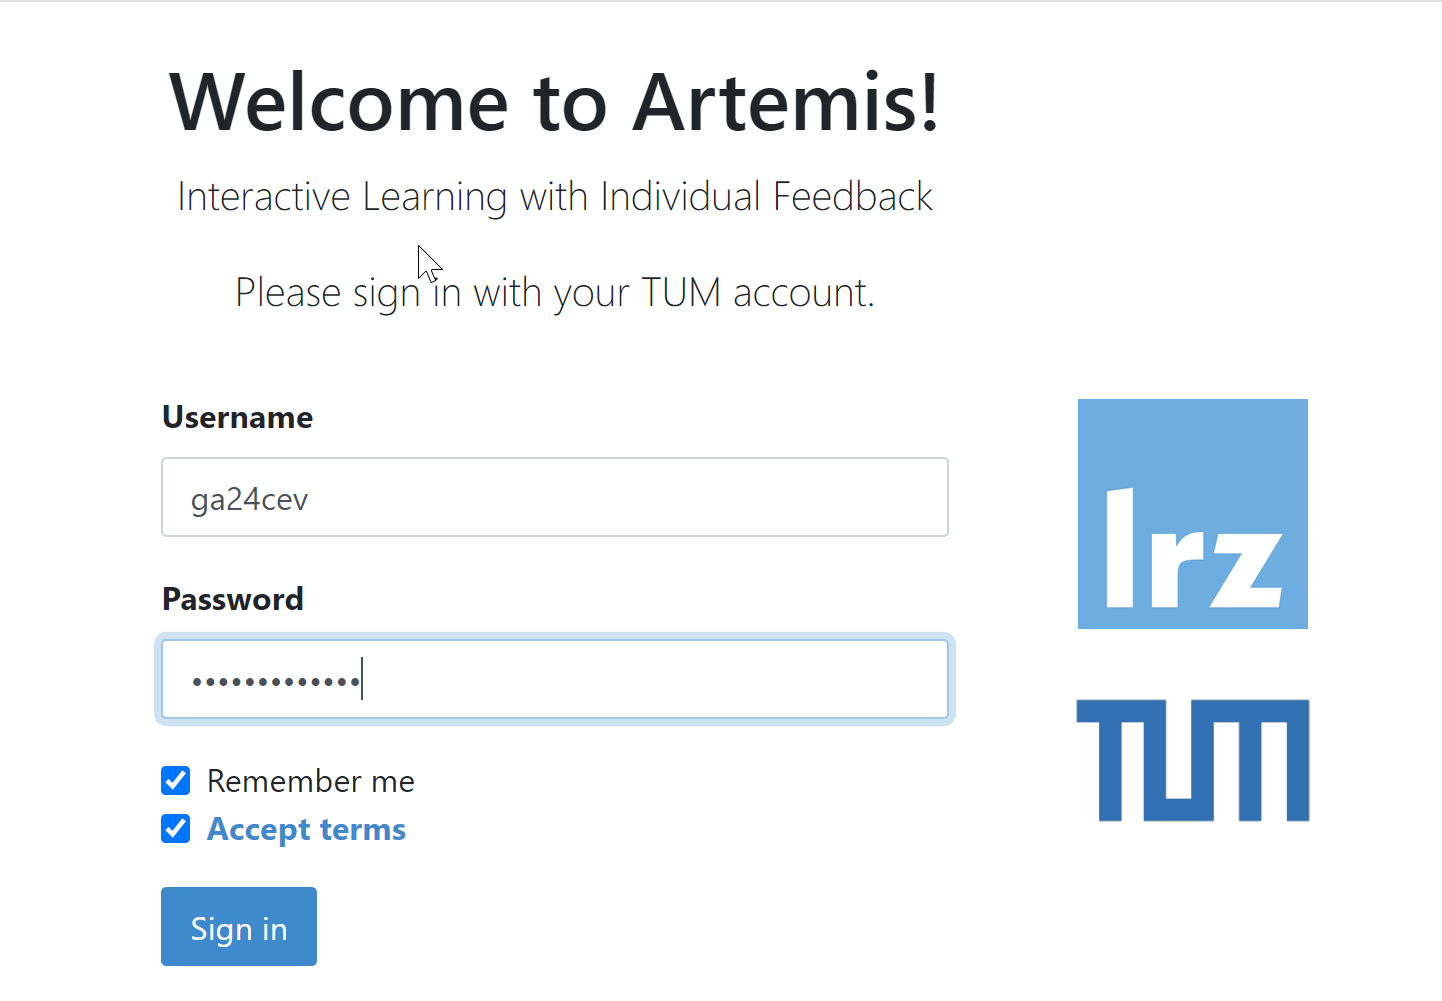 Welcome to Artemis!
Interactive Learning with Individual Feedback
Please sign in with your TUM account.
Username
ga24cev
Password
•••••••••••••
Remember me
Accept terms
Sign in
lrz
TUM